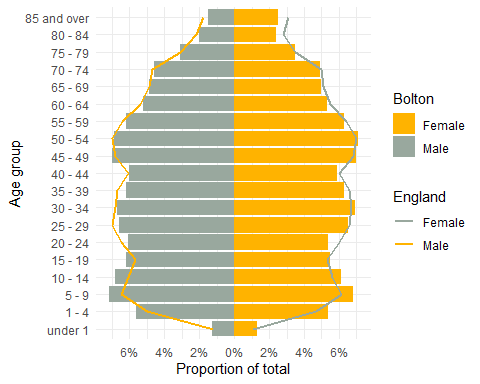 85 and over
80 - 84
75 - 79
70 - 74
65 - 69
60 - 64
55 - 59
50 - 54
45 - 49
40 - 44
35 - 39
30 - 34
25 - 29
20 - 24
15 - 19
10 - 14
5 - 9
1 - 4
under 1
Age group
6% 4% 2% 0% 2% 4% 6%
Proportion of total
Bolton
Female
Male
England
Female
Male